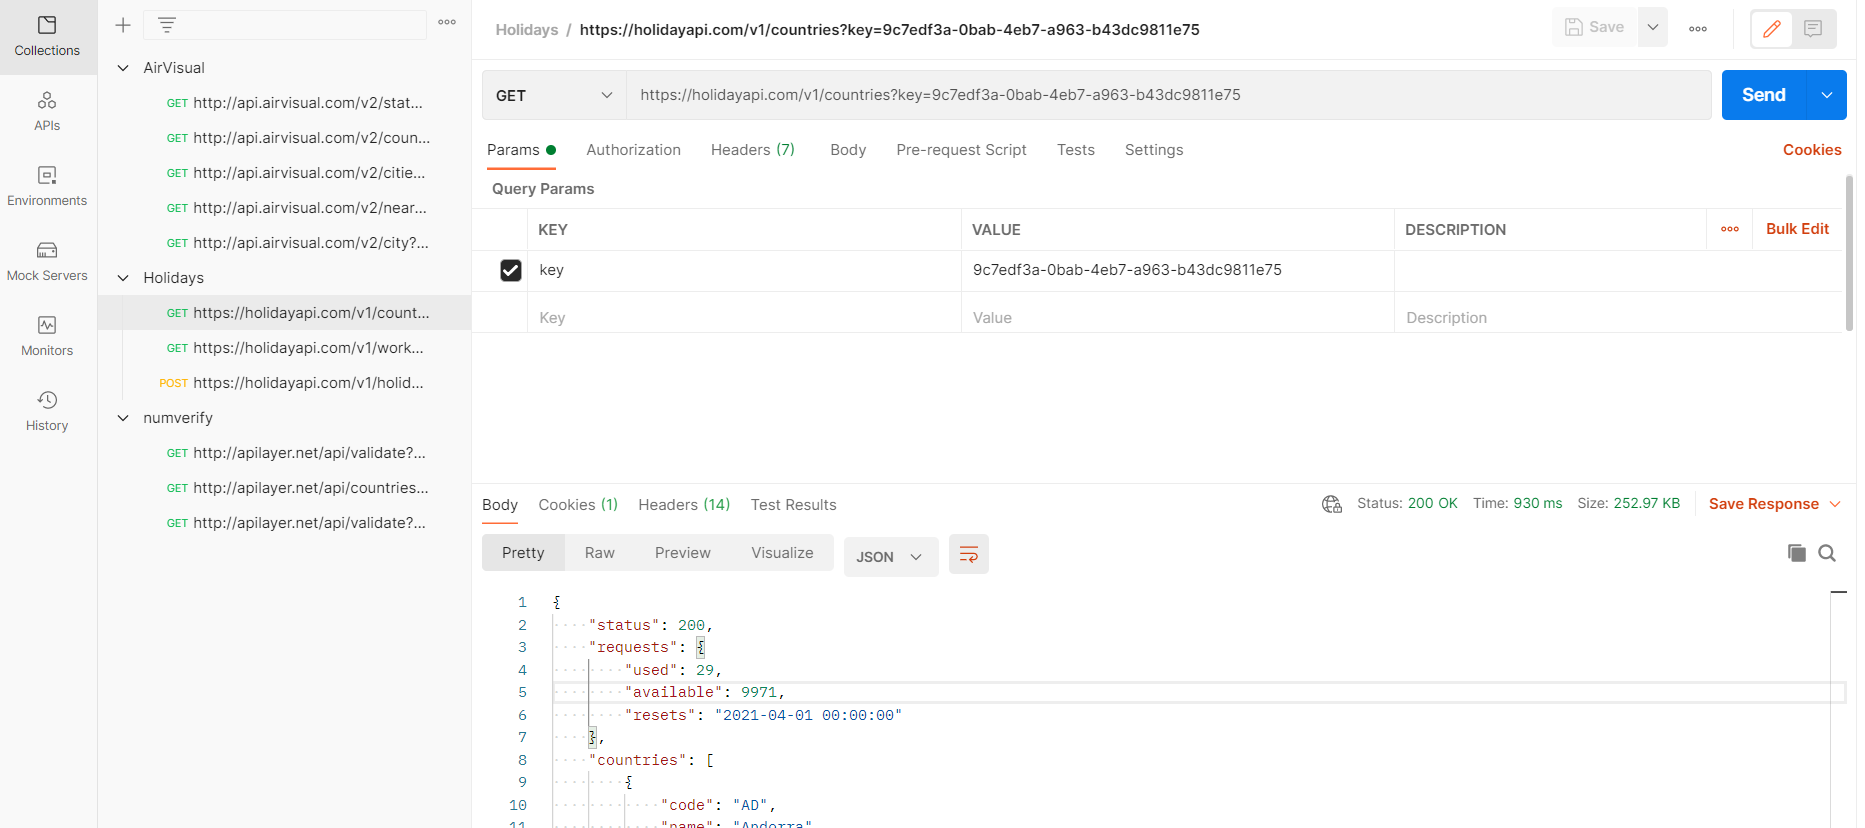 Collections
APIs
Environments
Mock Servers
Monitors
History
AirVisual
GET http://api.airvisual.com/v2/stat...
GET http://api.airvisual.com/v2/coun...
GET http://api.airvisual.com/v2/citie...
GET http://api.airvisual.com/v2/near...
GET http://api.airvisual.com/v2/city?...
Holidays
GET https://holidayapi.com/v1/count...
GET https://holidayapi.com/v1/work...
POST https://holidayapi.com/v1/holid...
numverify
GET http://apilayer.net/api/validate?...
GET http://apilayer.net/api/countries...
GET http://apilayer.net/api/validate?...
Holidays / https://holidayapi.com/v1/countries?key=9c7edf3a-0bab-4eb7-a963-b43dc9811e75
Save
GET https://holidayapi.com/v1/countries?key=9c7edf3a-0bab-4eb7-a963-b43dc9811e75
Send
Params Authorization Headers (7) Body Pre-request Script Tests Settings Cookies
Query Params
KEY VALUE DESCRIPTION Bulk Edit
key 9c7edf3a-0bab-4eb7-a963-b43dc9811e75
Key Value Description
Body Cookies (1) Headers (14) Test Results Status: 200 OK Time: 930 ms Size: 252.97 KB Save Response
Pretty Raw Preview Visualize JSON
1 {
2 "status": 200,
3 "requests": {
4 "used": 29,
5 "available": 9971,
6 "resets": "2021-04-01 00:00:00"
7 },
8 "countries": [
9 {
10 "code": "AD",
11 "name": "Andorra"